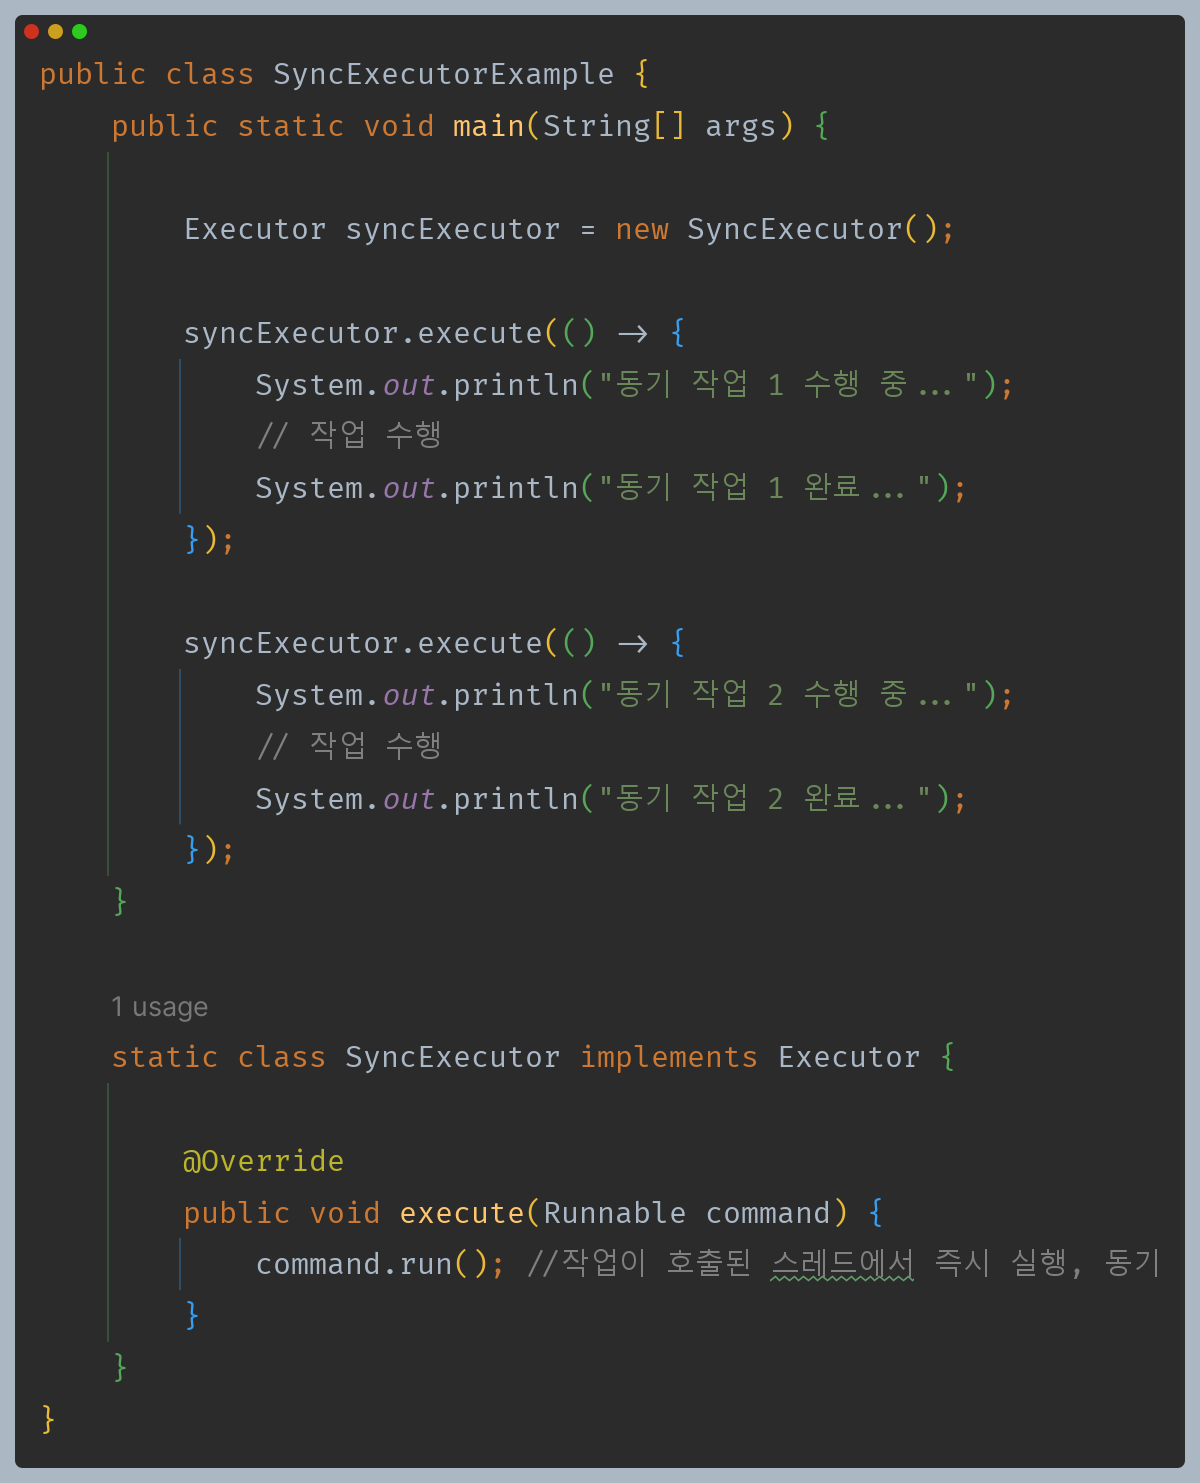 public class SyncExecutorExample {
    public static void main(String[] args) {

        Executor syncExecutor = new SyncExecutor();

        syncExecutor.execute(() -> {
            System.out.println("동기 작업 1 수행 중...");
            // 작업 수행
            System.out.println("동기 작업 1 완료...");
        });

        syncExecutor.execute(() -> {
            System.out.println("동기 작업 2 수행 중...");
            // 작업 수행
            System.out.println("동기 작업 2 완료...");
        });
    }

    1 usage
    static class SyncExecutor implements Executor {

        @Override
        public void execute(Runnable command) {
            command.run(); //작업이 호출된 스레드에서 즉시 실행, 동기
        }
    }
}